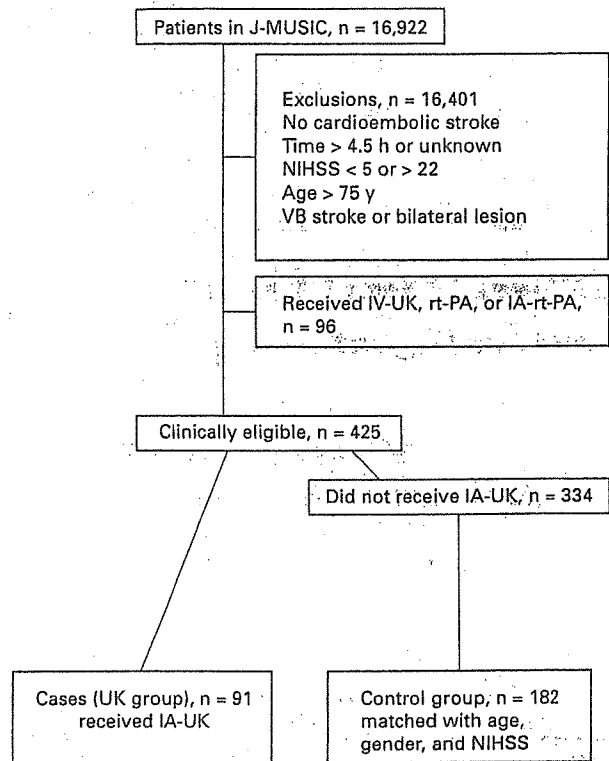 Patients in J-MUSIC, n = 16,922
Exclusions, n = 16,401
No cardioembolic stroke
Time > 4.5 h or unknown
NIHSS < 5 or > 22
Age > 75 y
VB stroke or bilateral lesion
Received IV-UK, rt-PA, or IA-rt-PA,
n = 96
Clinically eligible, n = 425
Did not receive IA-UK, n = 334
Cases (UK group), n = 91
received IA-UK
Control group, n = 182
matched with age,
gender, and NIHSS